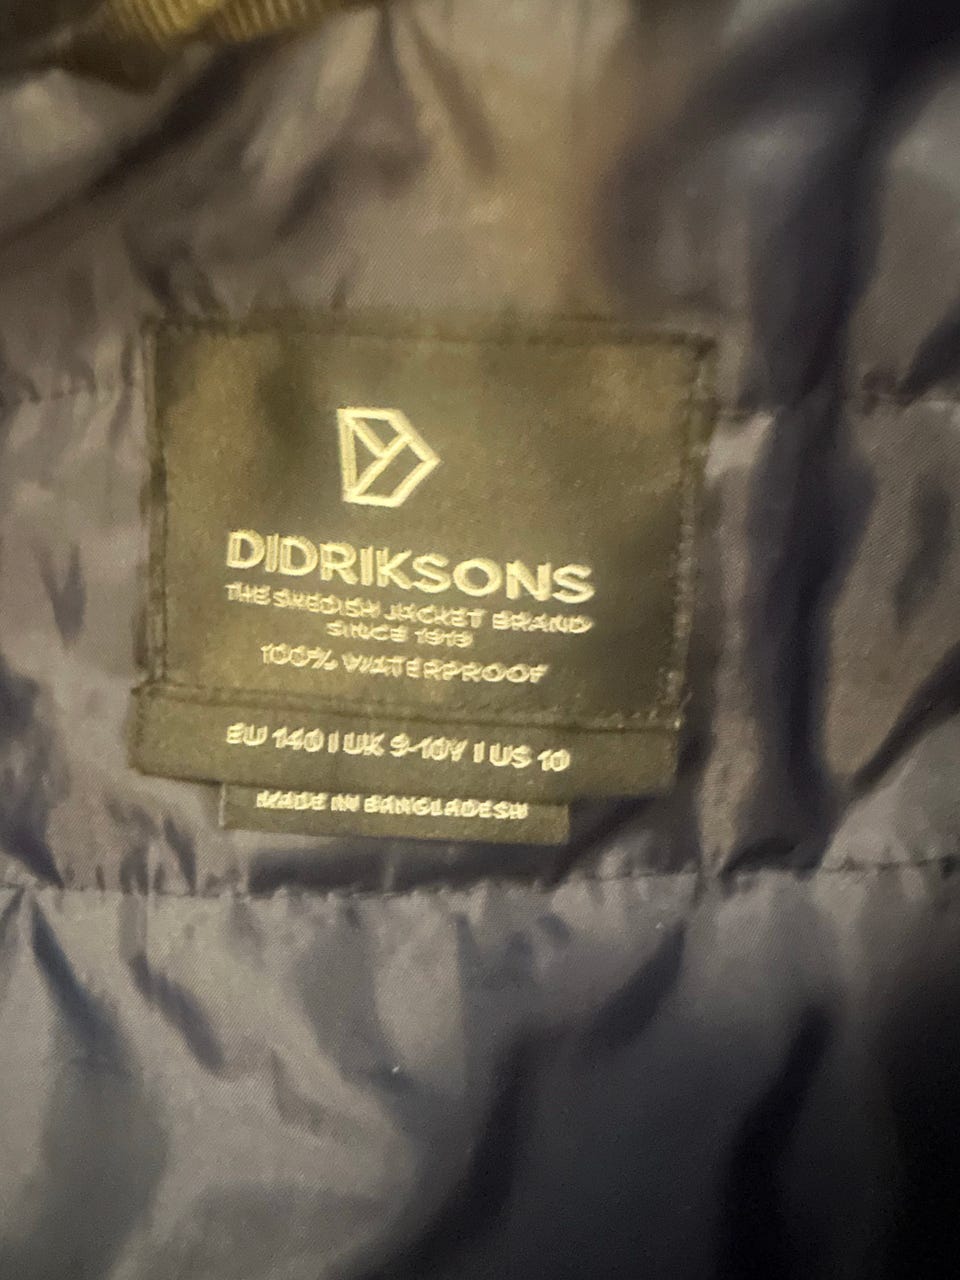 DIDRIKSONS
THE SWEDISH JACKET BRAND
SINCE 1913
100% WATERPROOF
EU 140 I UK 9-10Y I US 10
MADE IN BANGLADESH